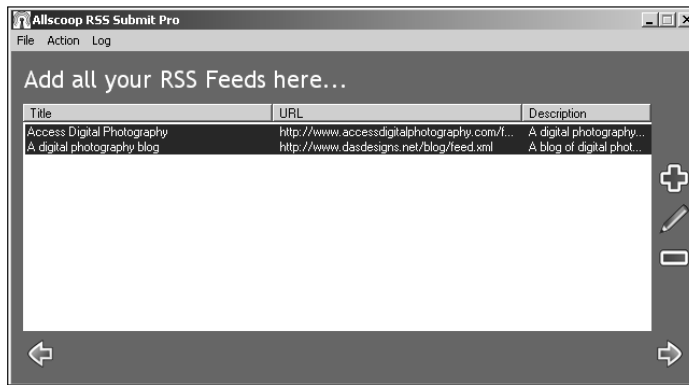 Allscoop RSS Submit Pro
File Action Log
Add all your RSS Feeds here...
Title URL Description
Access Digital Photography http://www.accessdigitalphotography.com/f... A digital photography...
A digital photography blog http://www.dasdesigns.net/blog/feed.xml A blog of digital phot...